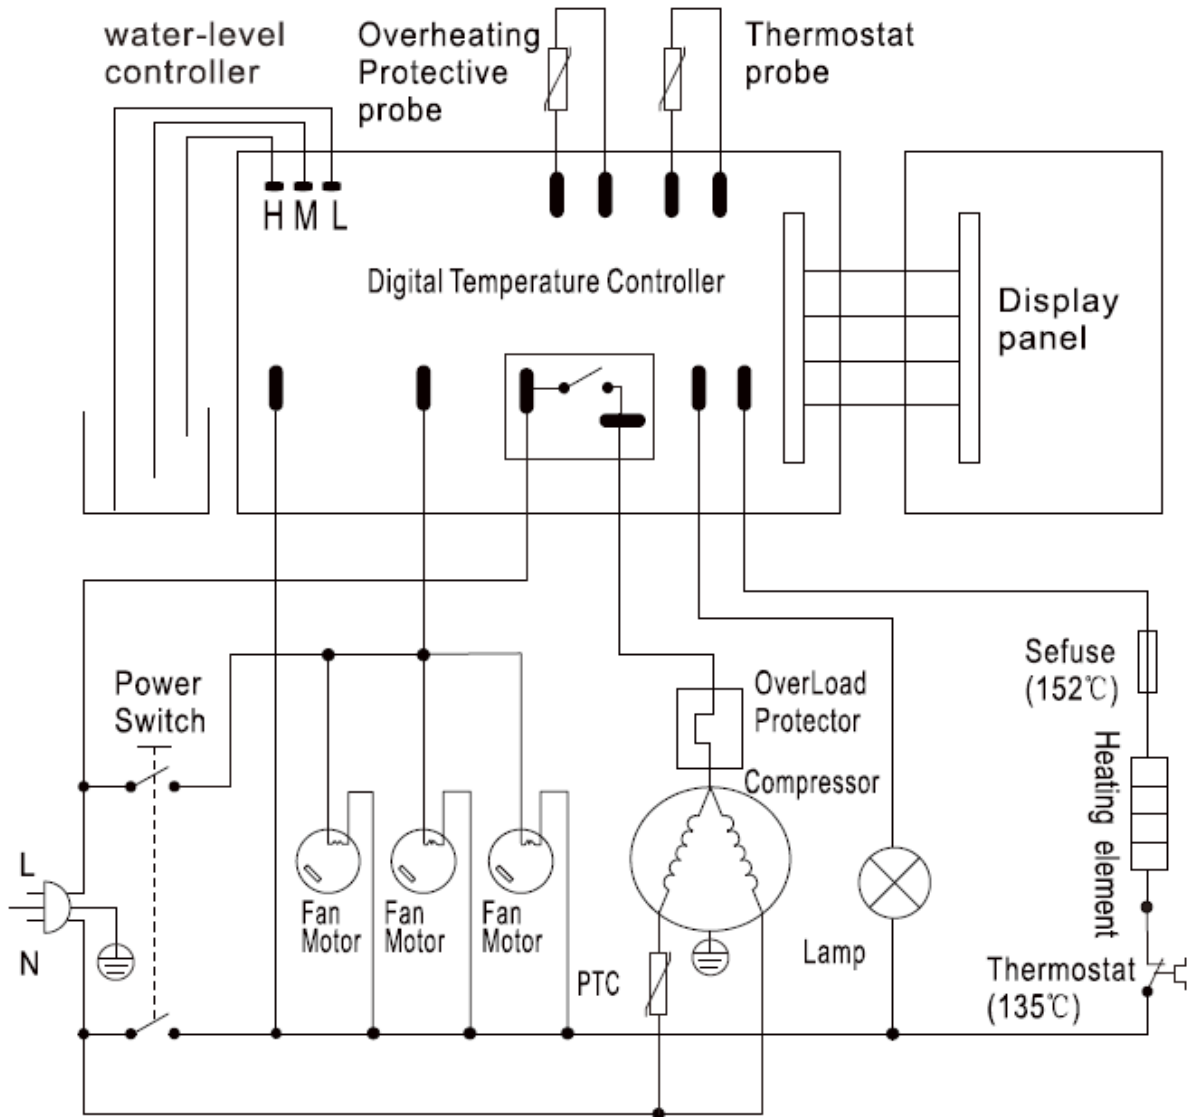 water-level
controller
Overheating
Protective
probe
Thermostat
probe
H M L
Digital Temperature Controller
Display
panel
Power
Switch
OverLoad
Protector
Compressor
Sefuse
(152℃)
Heating element
L
N
Fan
Motor
Fan
Motor
Fan
Motor
PTC
Lamp
Thermostat
(135℃)